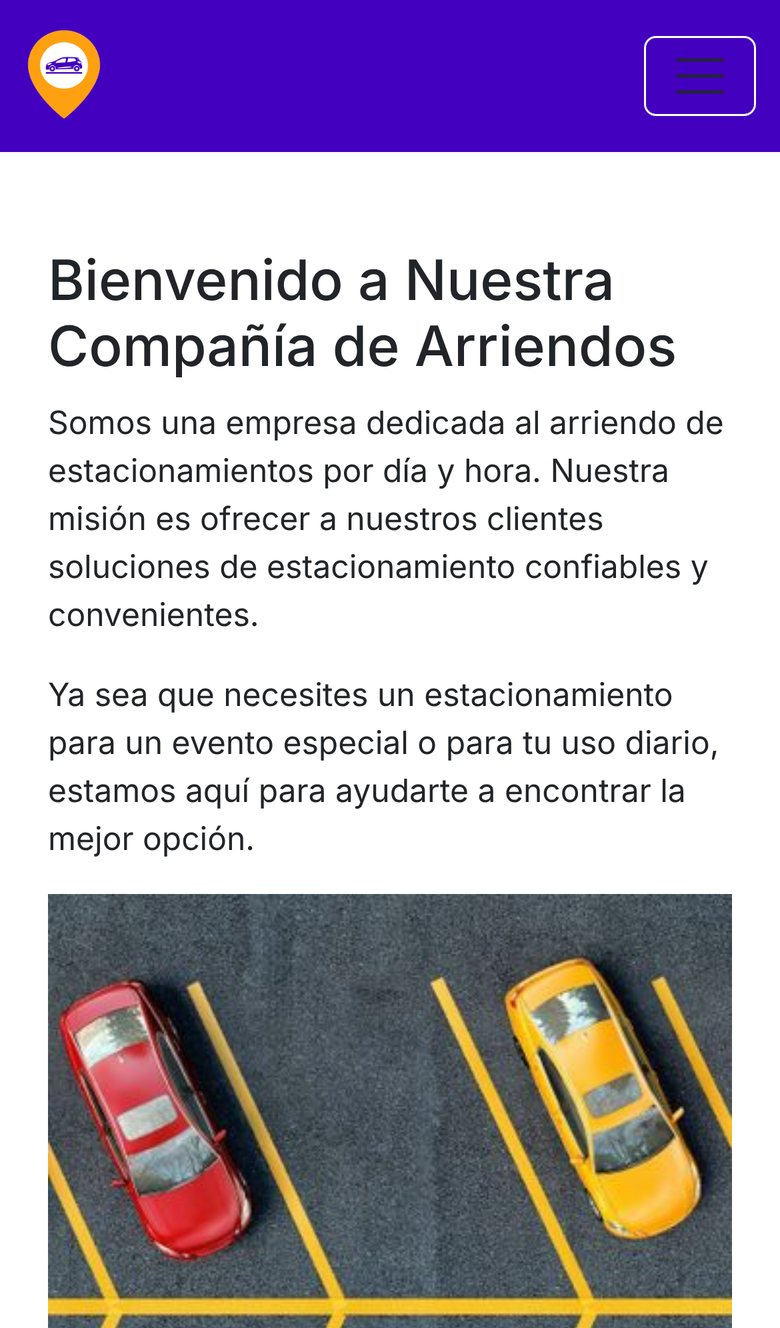 Bienvenido a Nuestra
Compañía de Arriendos
Somos una empresa dedicada al arriendo de
estacionamientos por día y hora. Nuestra
misión es ofrecer a nuestros clientes
soluciones de estacionamiento confiables y
convenientes.
Ya sea que necesites un estacionamiento
para un evento especial o para tu uso diario,
estamos aquí para ayudarte a encontrar la
mejor opción.